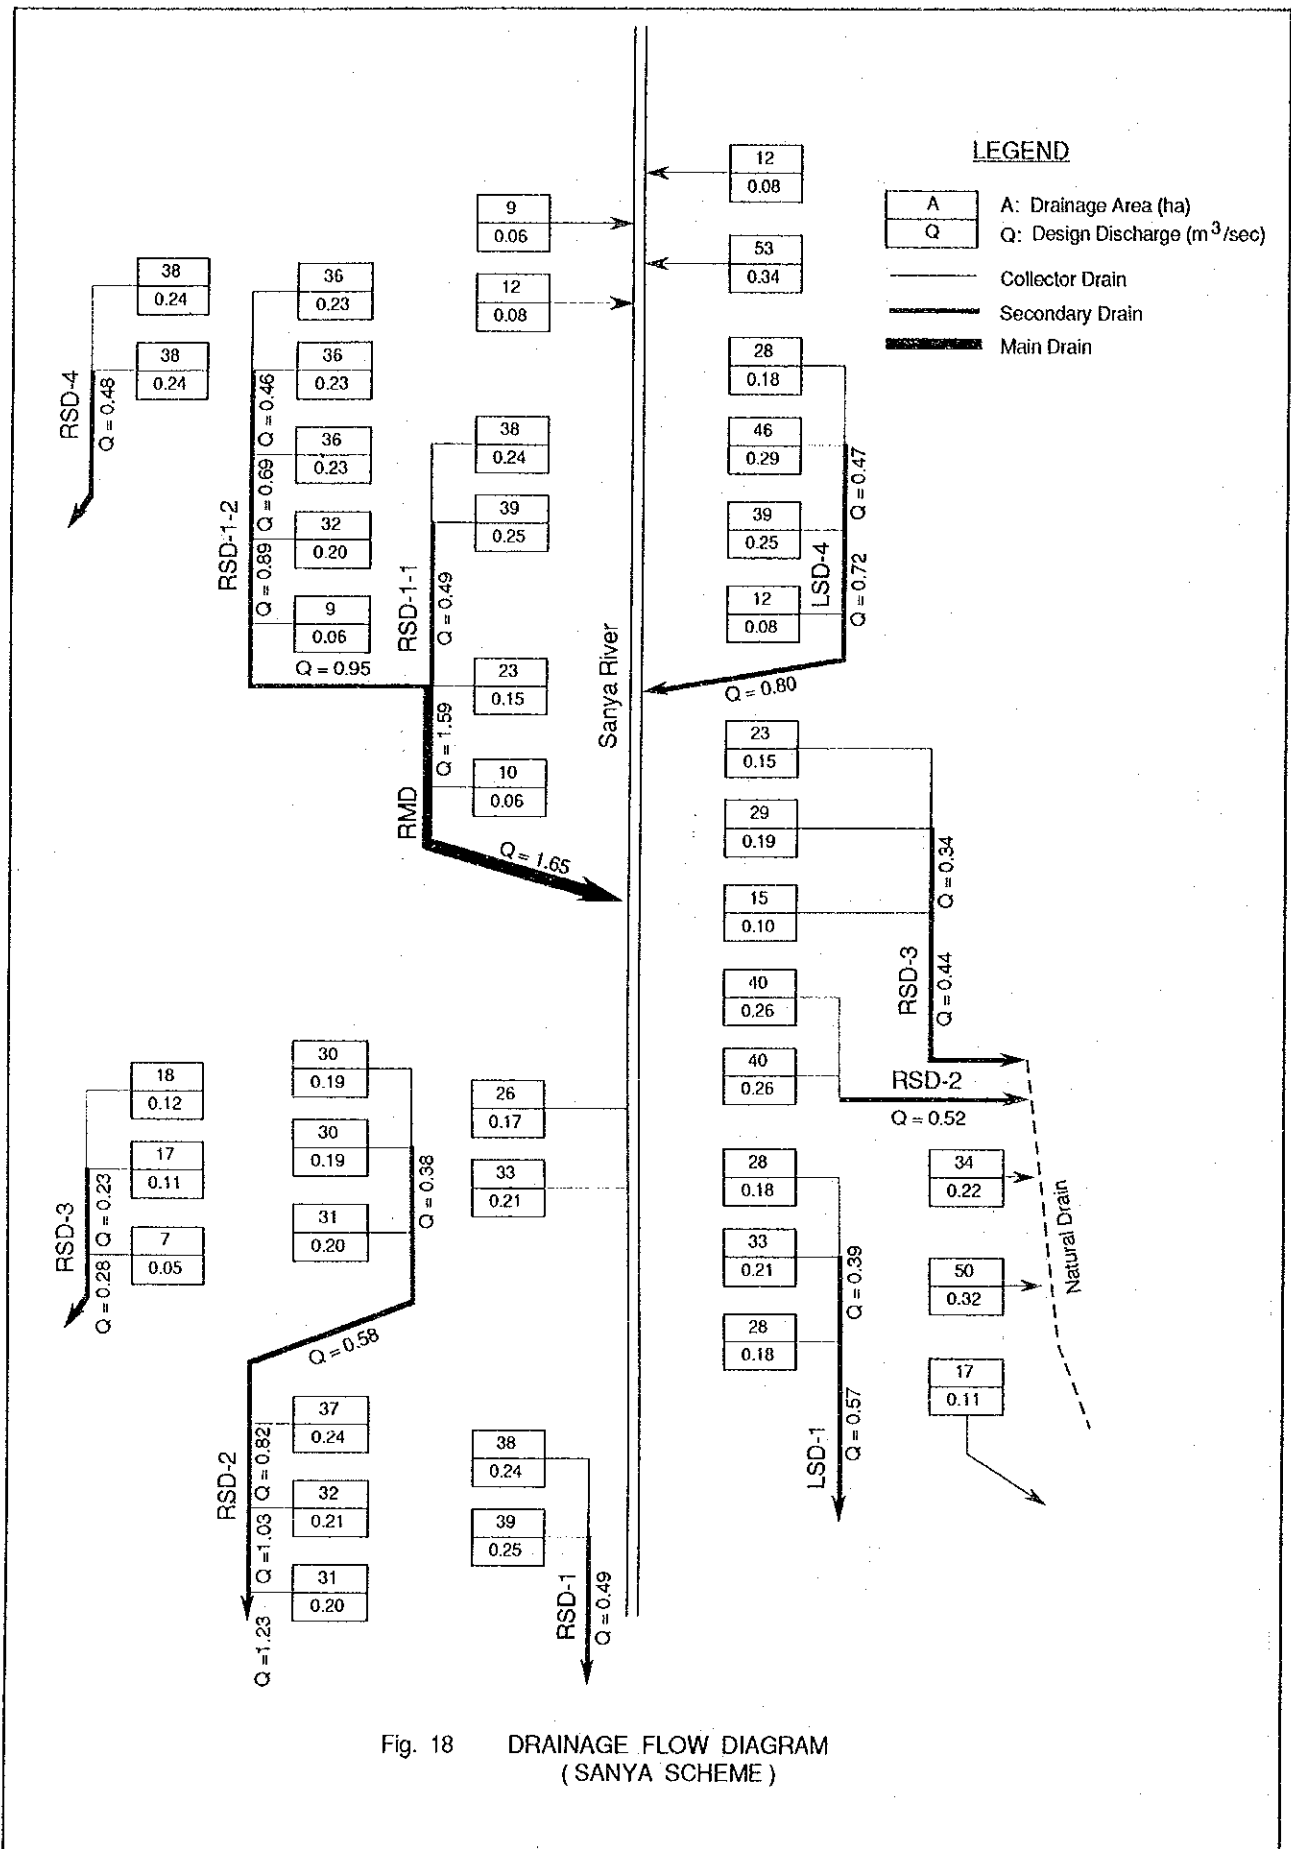 LEGEND
A
Q
A: Drainage Area (ha)
Q: Design Discharge (m³/sec)
Collector Drain
Secondary Drain
Main Drain
38
0.24
38
0.24
RSD-4
Q = 0.48
36
0.23
36
0.23
36
0.23
32
0.20
9
0.06
RSD-1-2
Q = 0.46
Q = 0.69
Q = 0.89
Q = 0.95
9
0.06
12
0.08
38
0.24
39
0.25
RSD-1-1
Q = 0.49
23
0.15
10
0.06
RMD
Q = 1.59
Q = 1.65
Sanya River
12
0.08
53
0.34
28
0.18
46
0.29
39
0.25
12
0.08
LSD-4
Q = 0.47
Q = 0.72
Q = 0.80
23
0.15
29
0.19
15
0.10
RSD-3
Q = 0.34
Q = 0.44
40
0.26
40
0.26
RSD-2
Q = 0.52
28
0.18
33
0.21
28
0.18
LSD-1
Q = 0.39
Q = 0.57
34
0.22
50
0.32
17
0.11
Natural Drain
18
0.12
17
0.11
7
0.05
RSD-3
Q = 0.23
Q = 0.28
30
0.19
30
0.19
31
0.20
Q = 0.38
Q = 0.58
37
0.24
32
0.21
31
0.20
RSD-2
Q = 0.82
Q = 1.03
Q = 1.23
26
0.17
33
0.21
38
0.24
39
0.25
RSD-1
Q = 0.49
Fig. 18 DRAINAGE FLOW DIAGRAM
( SANYA SCHEME )